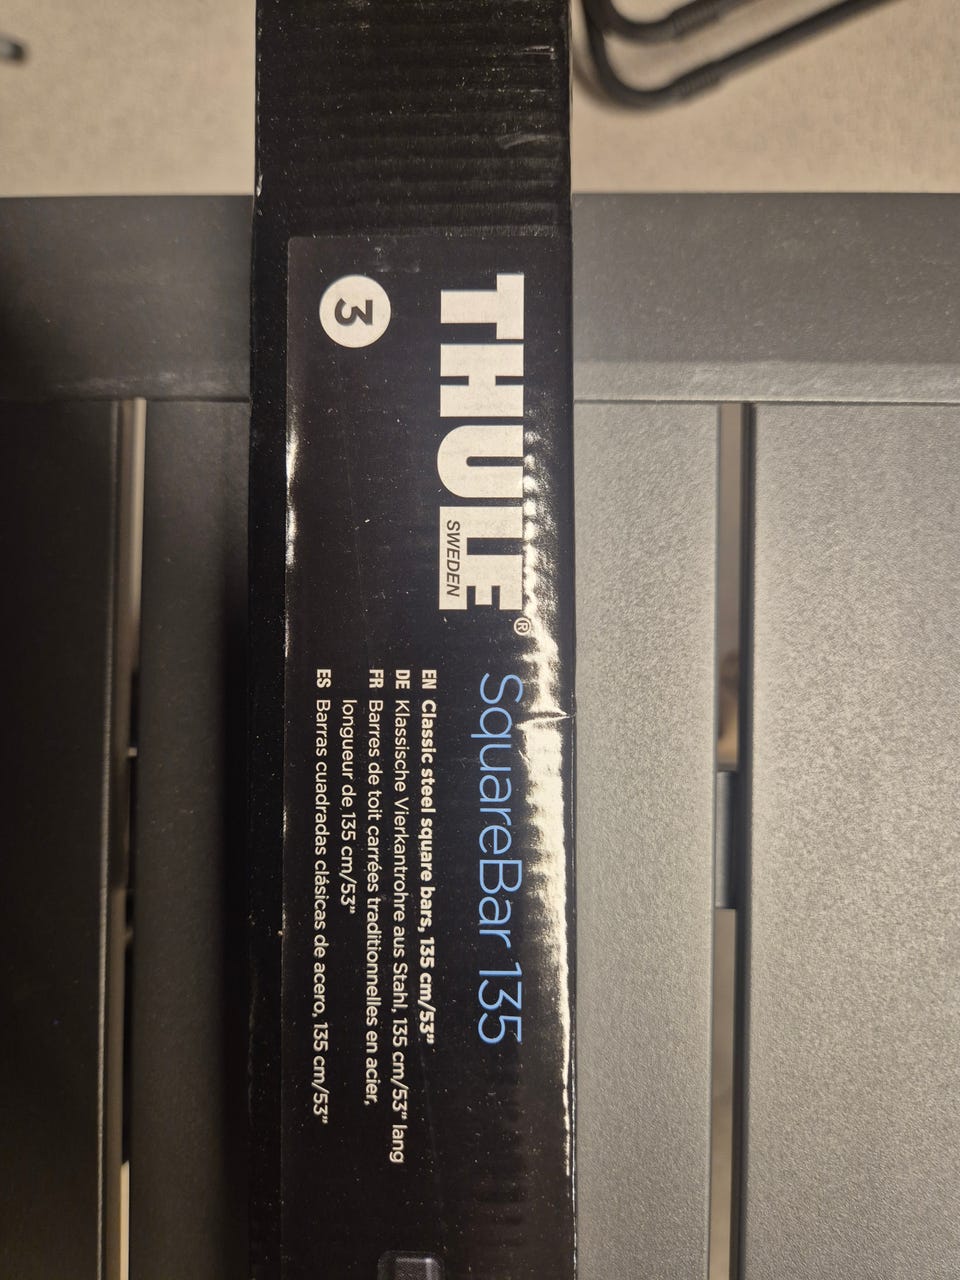 THULE®
SWEDEN
SquareBar 135
3
EN Classic steel square bars, 135 cm/53"
DE Klassische Vierkantrohre aus Stahl, 135 cm/53" lang
FR Barres de toit carrées traditionnelles en acier,
longueur de 135 cm/53"
ES Barras cuadradas clásicas de acero, 135 cm/53"